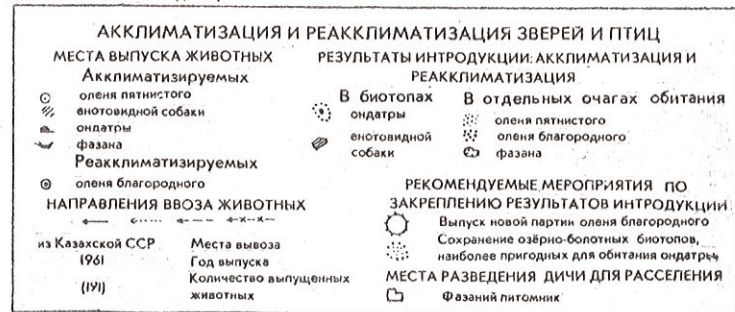 АККЛИМАТИЗАЦИЯ И РЕАККЛИМАТИЗАЦИЯ ЗВЕРЕЙ И ПТИЦ
МЕСТА ВЫПУСКА ЖИВОТНЫХ
Акклиматизируемых
оленя пятнистого
енотовидной собаки
ондатры
фазана
Реакклиматизируемых
оленя благородного
НАПРАВЛЕНИЯ ВВОЗА ЖИВОТНЫХ
из Казахской ССР Места вывоза
1961 Год выпуска
(191) Количество выпущенных
животных
РЕЗУЛЬТАТЫ ИНТРОДУКЦИИ: АККЛИМАТИЗАЦИЯ И
РЕАККЛИМАТИЗАЦИЯ
В биотопах
ондатры
енотовидной
собаки
В отдельных очагах обитания
оленя пятнистого
оленя благородного
фазана
РЕКОМЕНДУЕМЫЕ МЕРОПРИЯТИЯ ПО
ЗАКРЕПЛЕНИЮ РЕЗУЛЬТАТОВ ИНТРОДУКЦИИ
Выпуск новой партии оленя благородного
Сохранение озёрно-болотных биотопов,
наиболее пригодных для обитания ондатры
МЕСТА РАЗВЕДЕНИЯ ДИЧИ ДЛЯ РАССЕЛЕНИЯ
Фазаний питомник